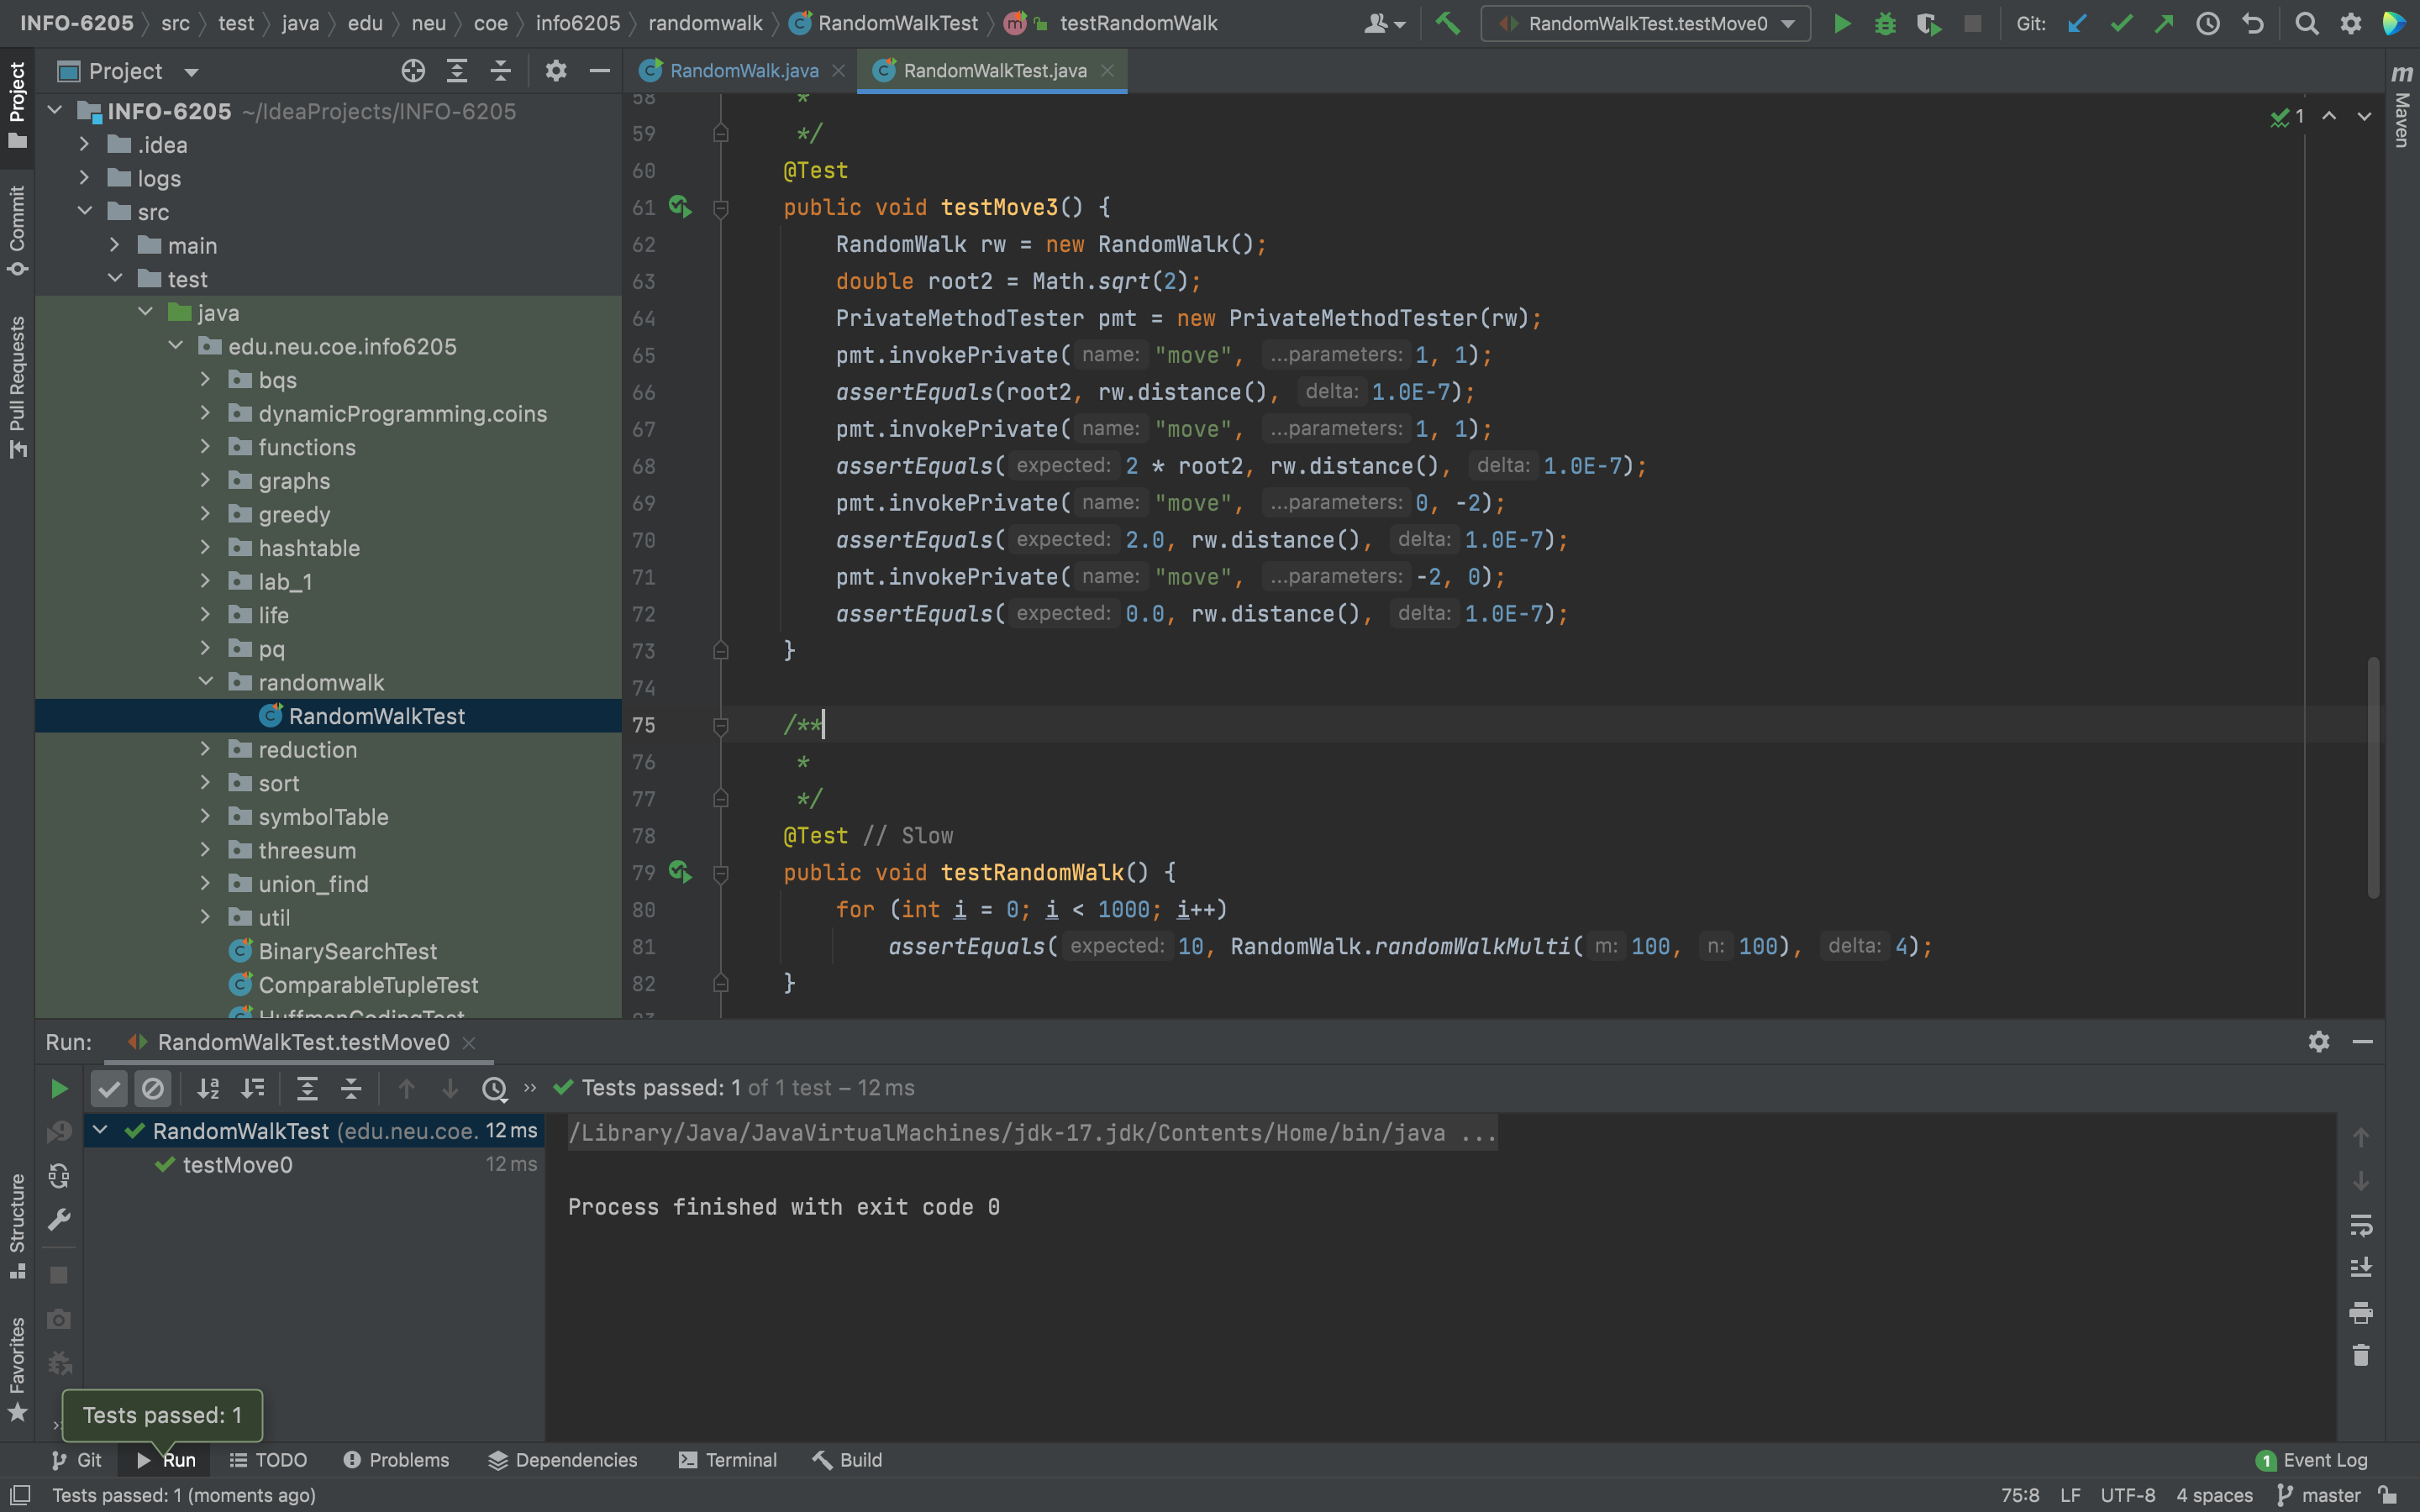 INFO-6205 src test java edu neu coe info6205 randomwalk RandomWalkTest testRandomWalk
RandomWalkTest.testMove0
Git:
Project
RandomWalk.java
RandomWalkTest.java
Project
Commit
Pull Requests
Structure
Favorites
Maven
INFO-6205 ~/IdeaProjects/INFO-6205
.idea
logs
src
main
test
java
edu.neu.coe.info6205
bqs
dynamicProgramming.coins
functions
graphs
greedy
hashtable
lab_1
life
pq
randomwalk
RandomWalkTest
reduction
sort
symbolTable
threesum
union_find
util
BinarySearchTest
ComparableTupleTest
HuffmanCodingTest
1
58 *
59 */
60 @Test
61 public void testMove3() {
62 RandomWalk rw = new RandomWalk();
63 double root2 = Math.sqrt(2);
64 PrivateMethodTester pmt = new PrivateMethodTester(rw);
65 pmt.invokePrivate( name: "move", ...parameters: 1, 1);
66 assertEquals(root2, rw.distance(), delta: 1.0E-7);
67 pmt.invokePrivate( name: "move", ...parameters: 1, 1);
68 assertEquals( expected: 2 * root2, rw.distance(), delta: 1.0E-7);
69 pmt.invokePrivate( name: "move", ...parameters: 0, -2);
70 assertEquals( expected: 2.0, rw.distance(), delta: 1.0E-7);
71 pmt.invokePrivate( name: "move", ...parameters: -2, 0);
72 assertEquals( expected: 0.0, rw.distance(), delta: 1.0E-7);
73 }
74
75 /**
76 *
77 */
78 @Test // Slow
79 public void testRandomWalk() {
80 for (int i = 0; i < 1000; i++)
81 assertEquals( expected: 10, RandomWalk.randomWalkMulti( m: 100, n: 100), delta: 4);
82 }
Run: RandomWalkTest.testMove0
Tests passed: 1 of 1 test – 12 ms
RandomWalkTest (edu.neu.coe. 12 ms
testMove0 12 ms
/Library/Java/JavaVirtualMachines/jdk-17.jdk/Contents/Home/bin/java ...
Process finished with exit code 0
Tests passed: 1
Git Run TODO Problems Dependencies Terminal Build
1 Event Log
Tests passed: 1 (moments ago)
75:8 LF UTF-8 4 spaces master